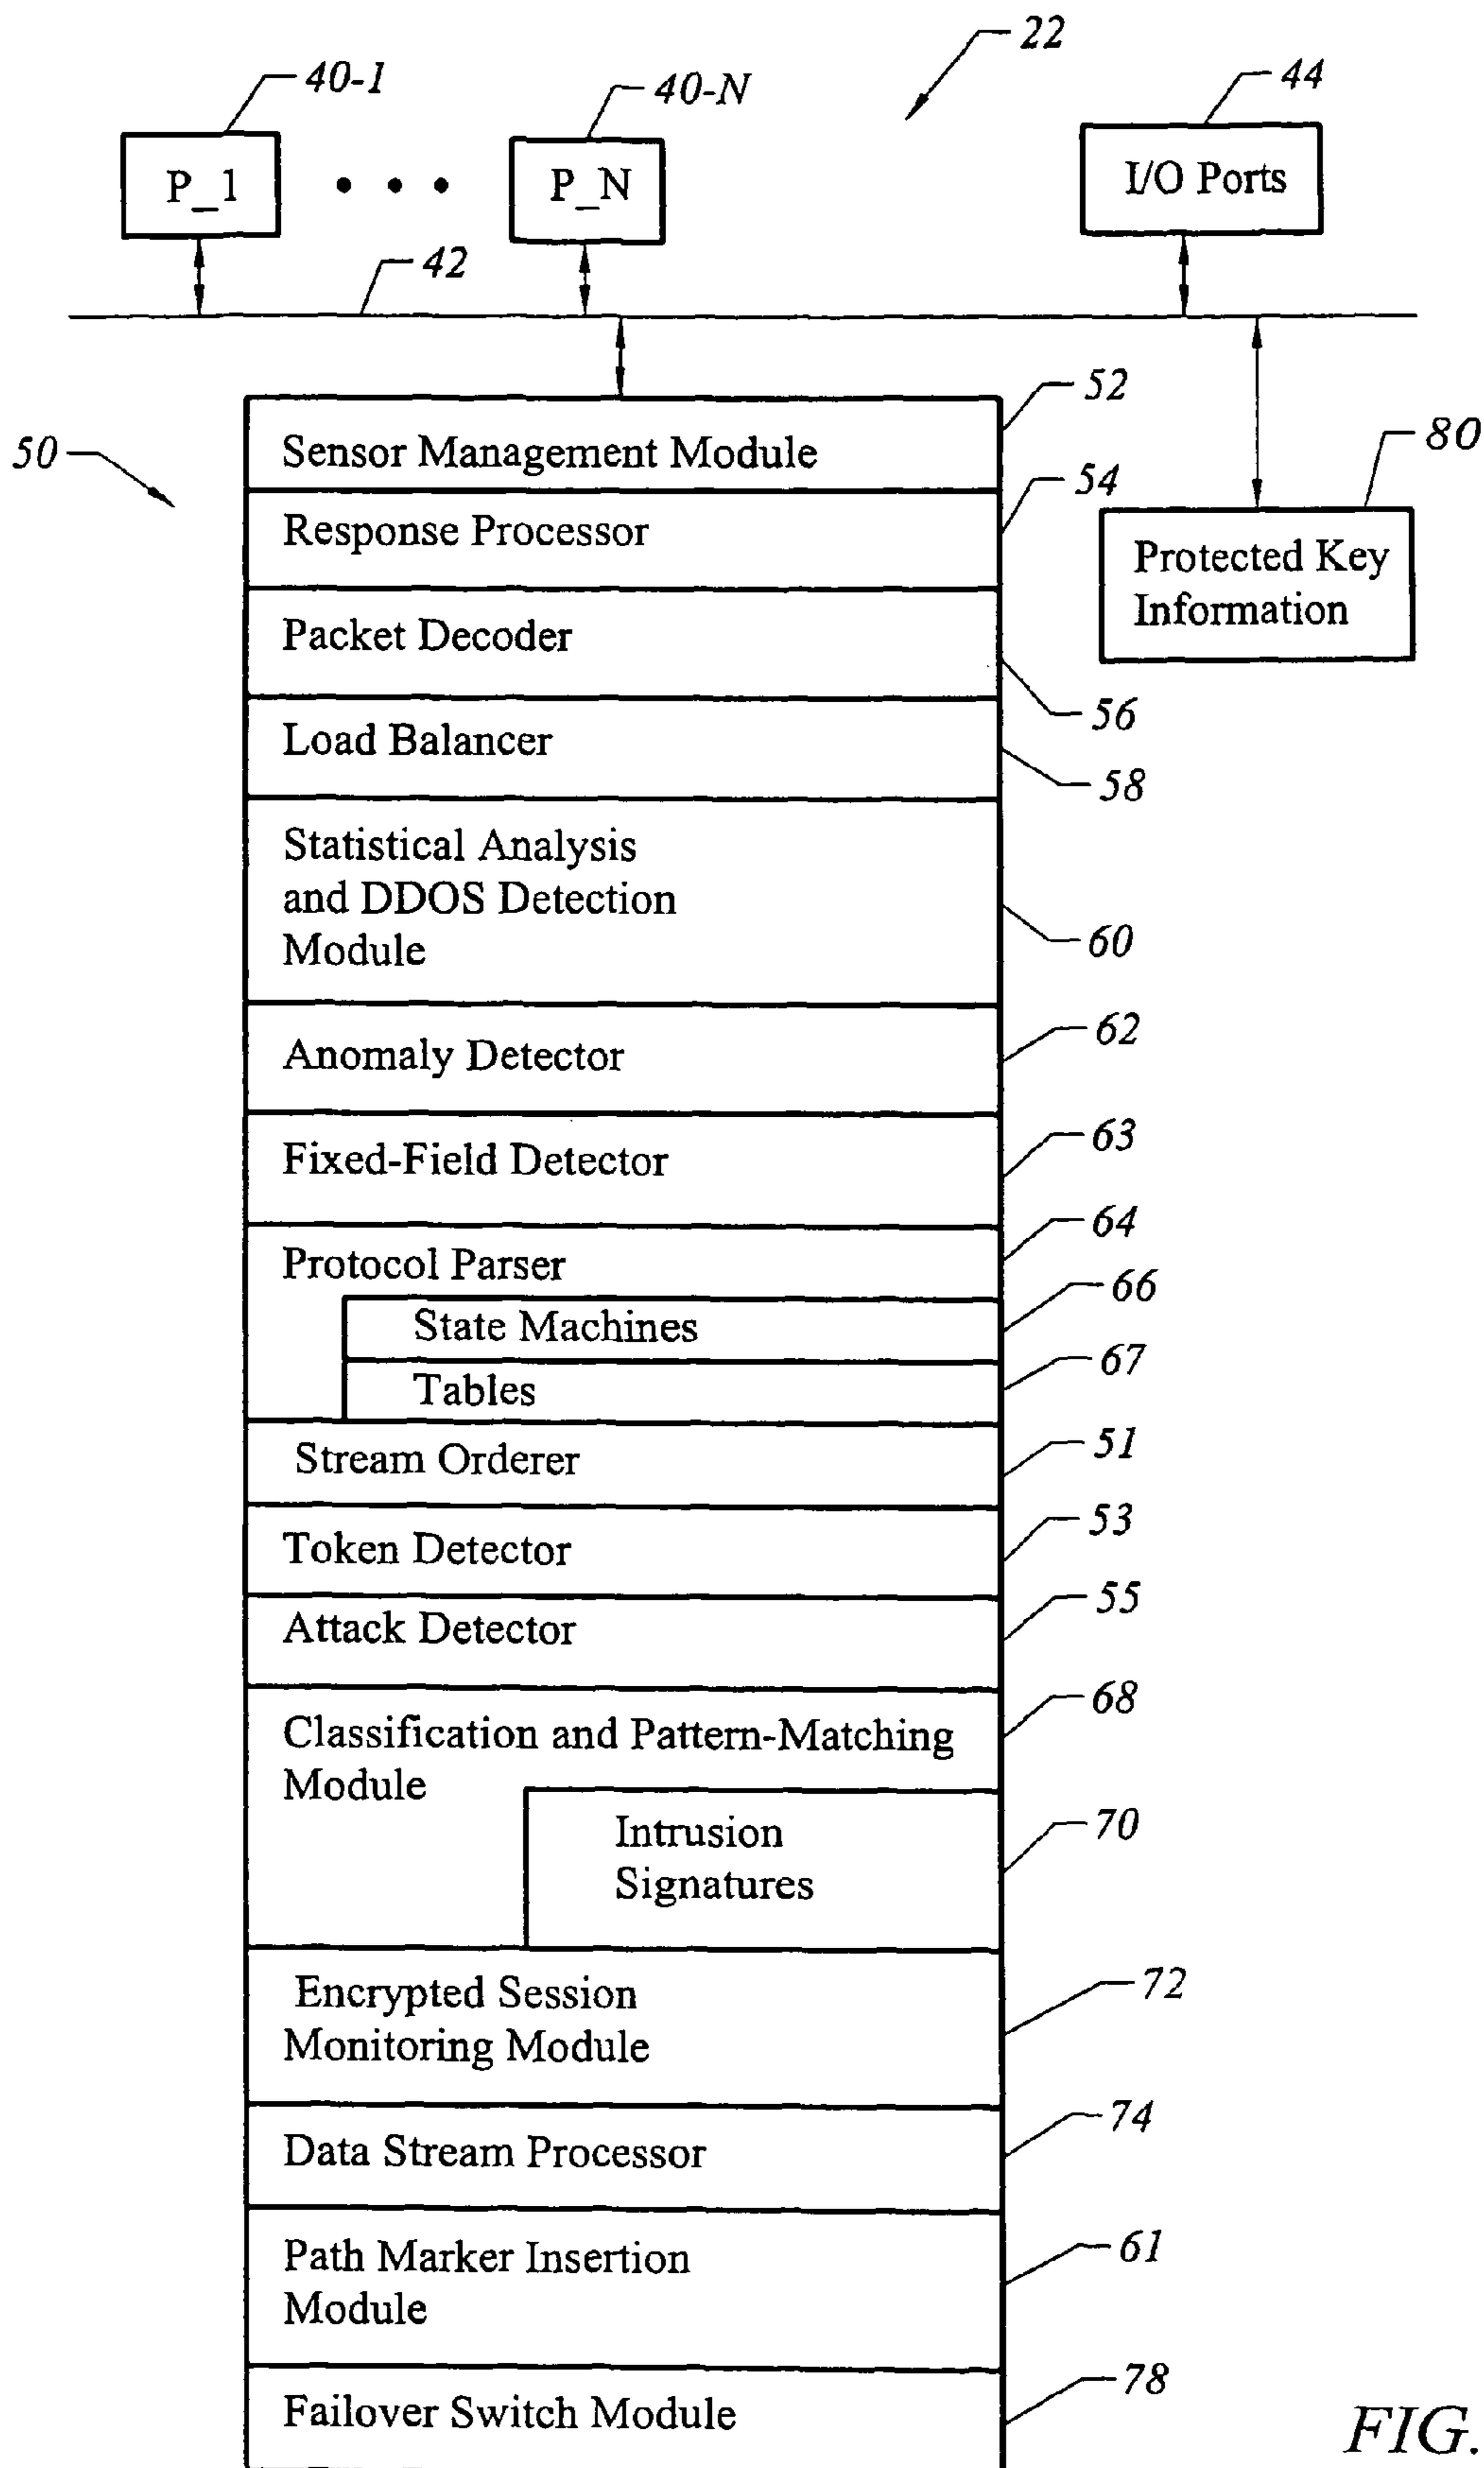 22
40-1
40-N
44
P_1
• • •
P_N
I/O Ports
42
52
50
Sensor Management Module
80
54
Response Processor
Protected Key
Information
Packet Decoder
56
Load Balancer
58
Statistical Analysis
and DDOS Detection
Module
60
62
Anomaly Detector
63
Fixed-Field Detector
64
Protocol Parser
66
State Machines
67
Tables
51
Stream Orderer
53
Token Detector
55
Attack Detector
68
Classification and Pattern-Matching
Module
70
Intrusion
Signatures
72
Encrypted Session
Monitoring Module
74
Data Stream Processor
61
Path Marker Insertion
Module
78
Failover Switch Module
FIG.